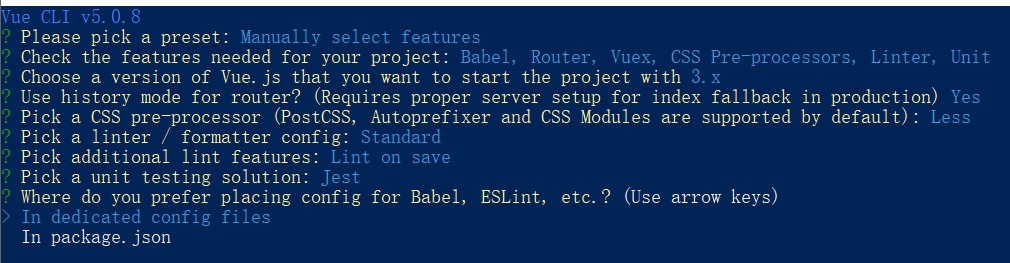 Vue CLI v5.0.8
? Please pick a preset: Manually select features
? Check the features needed for your project: Babel, Router, Vuex, CSS Pre-processors, Linter, Unit
? Choose a version of Vue.js that you want to start the project with 3.x
? Use history mode for router? (Requires proper server setup for index fallback in production) Yes
? Pick a CSS pre-processor (PostCSS, Autoprefixer and CSS Modules are supported by default): Less
? Pick a linter / formatter config: Standard
? Pick additional lint features: Lint on save
? Pick a unit testing solution: Jest
? Where do you prefer placing config for Babel, ESLint, etc.? (Use arrow keys)
> In dedicated config files
In package.json